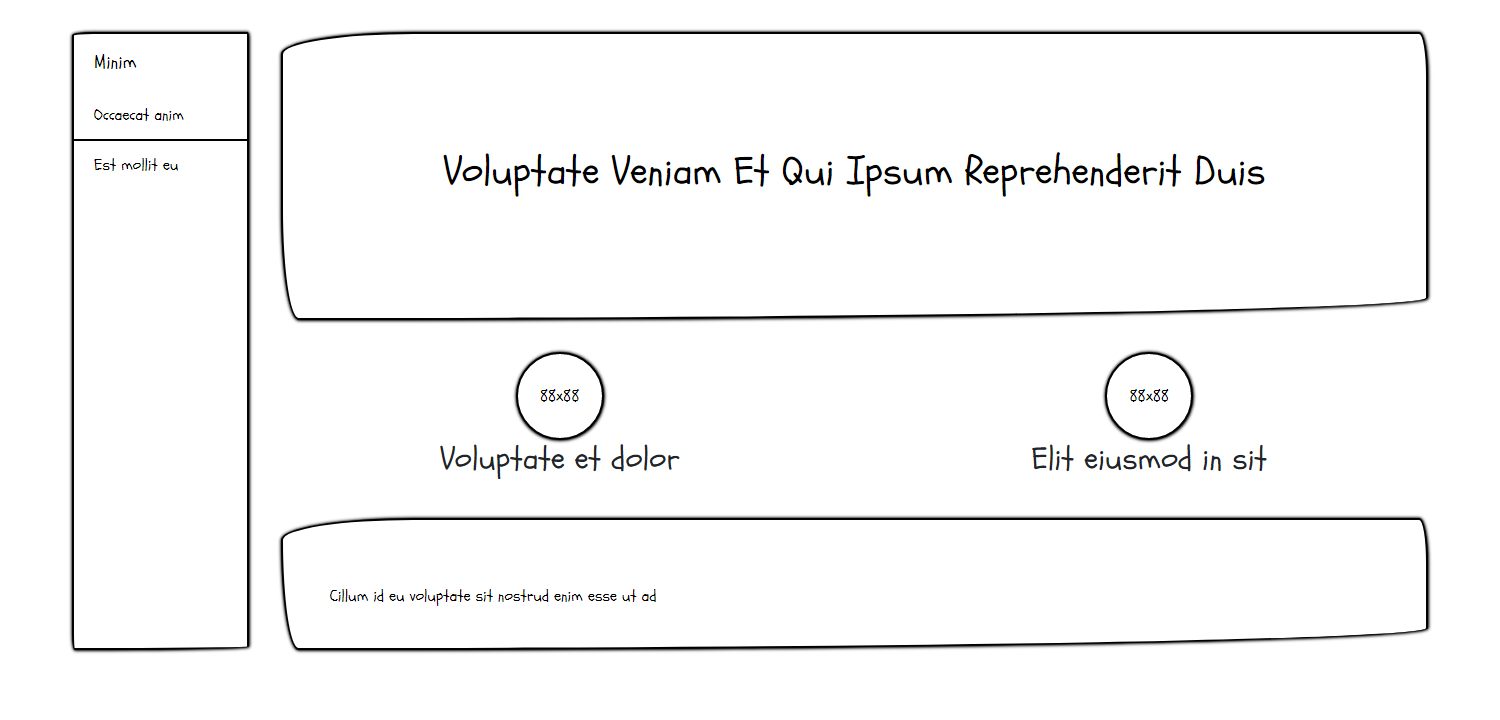 Minim
Occaecat anim
Est mollit eu
Voluptate Veniam Et Qui Ipsum Reprehenderit Duis
88x88
Voluptate et dolor
88x88
Elit eiusmod in sit
Cillum id eu voluptate sit nostrud enim esse ut ad